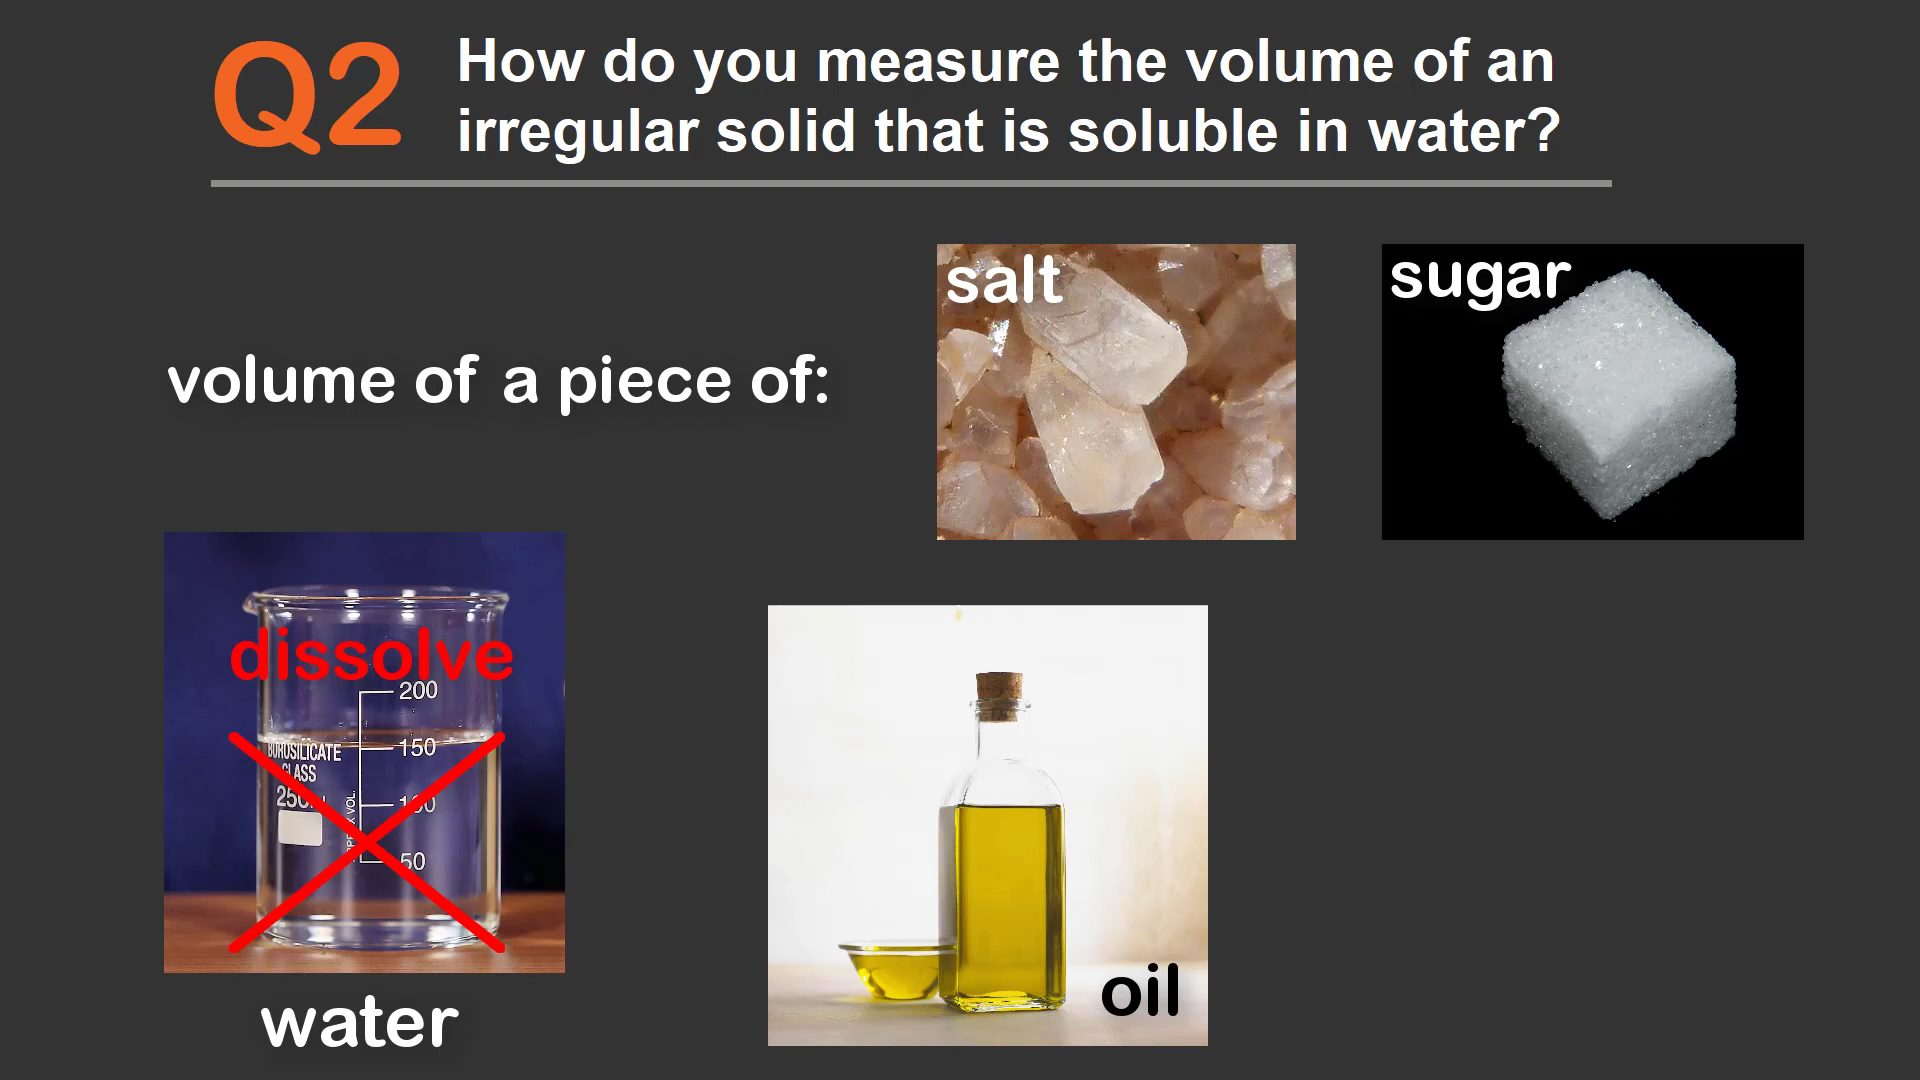 Q2
How do you measure the volume of an
irregular solid that is soluble in water?
salt
sugar
volume of a piece of:
dissolve
200
BOROSILICATE
GLASS
150
100
50
water
oil